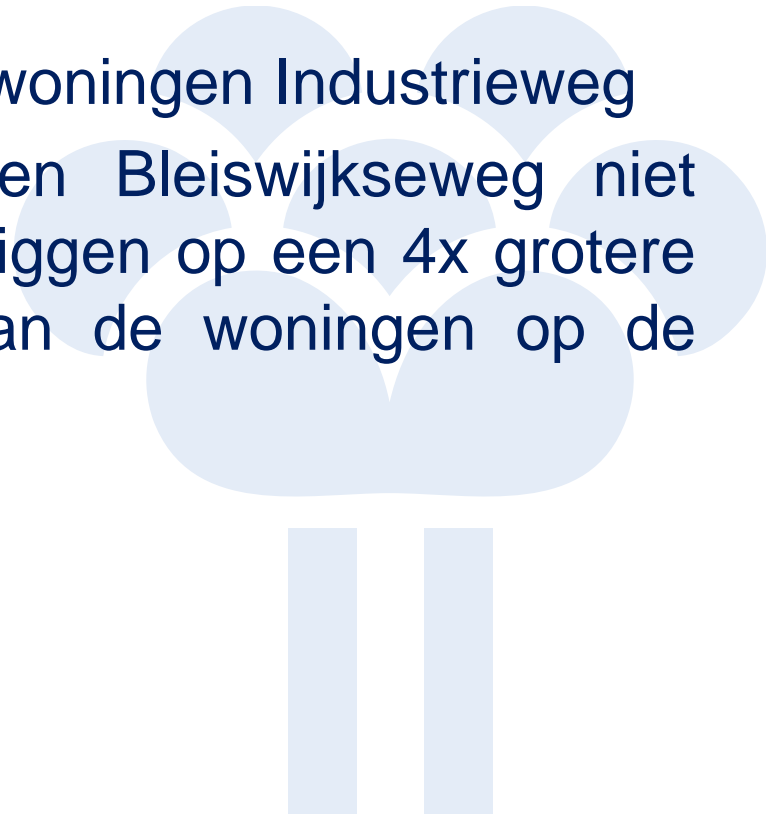 woningen Industrieweg
en Bleiswijkseweg niet
iggen op een 4x grotere
an de woningen op de